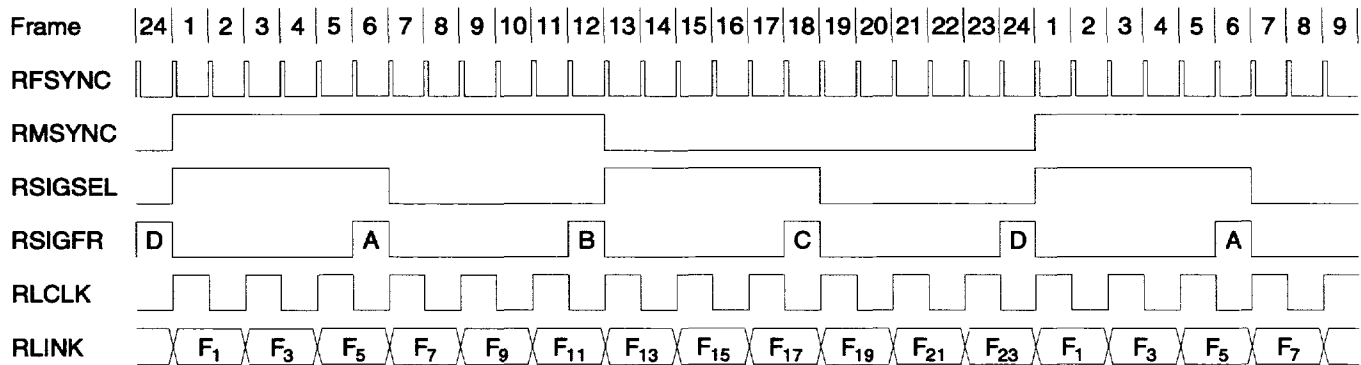 Frame 24 1 2 3 4 5 6 7 8 9 10 11 12 13 14 15 16 17 18 19 20 21 22 23 24 1 2 3 4 5 6 7 8 9
RFSYNC
RMSYNC
RSIGSEL
RSIGFR D A B C D A
RLCLK
RLINK F1 F3 F5 F7 F9 F11 F13 F15 F17 F19 F21 F23 F1 F3 F5 F7